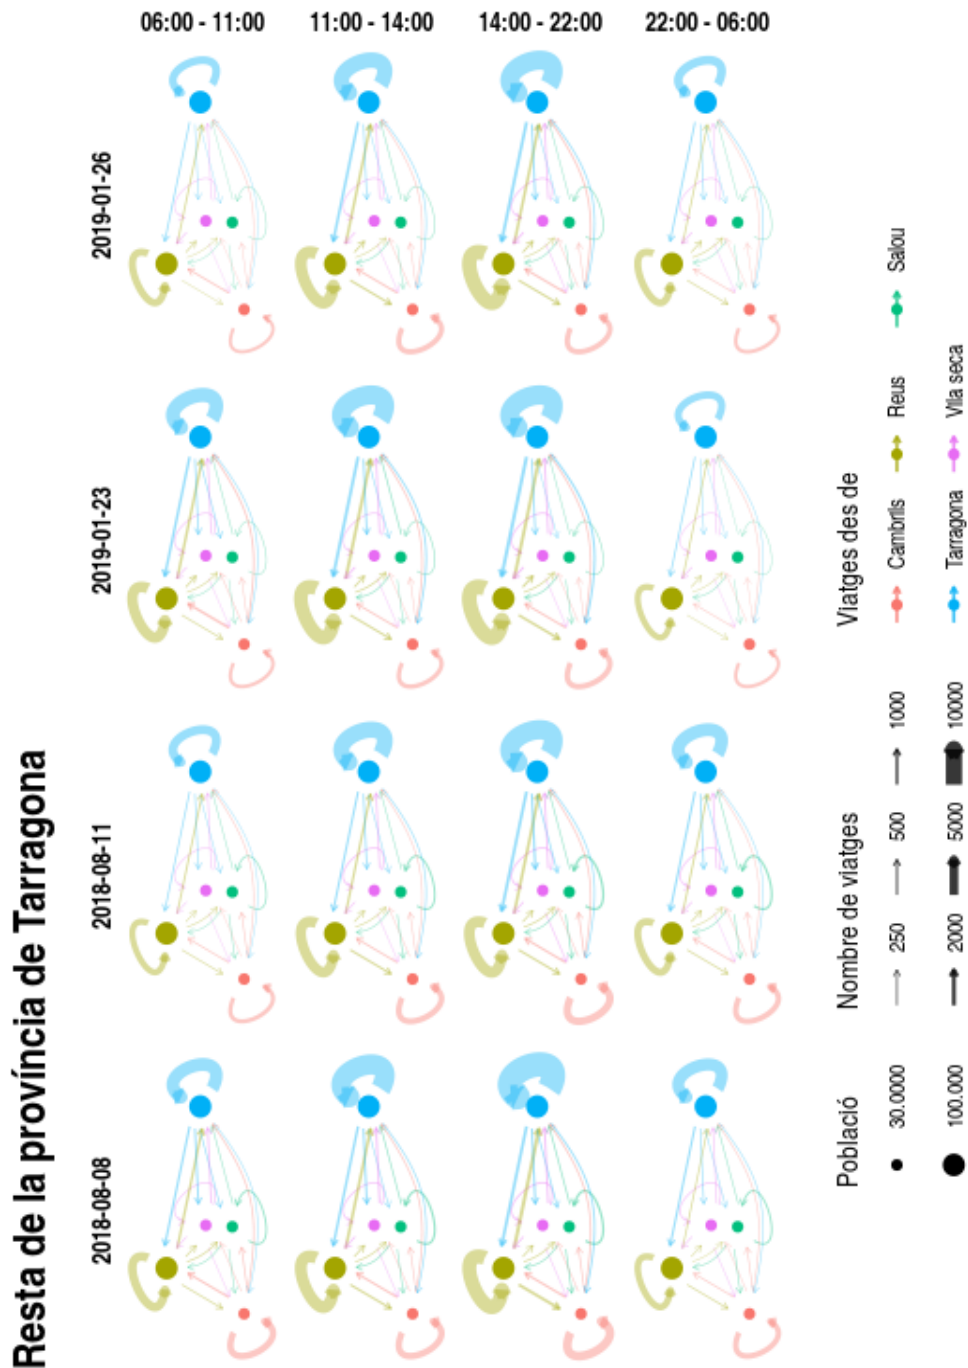 Resta de la província de Tarragona
2018-08-08
2018-08-11
2019-01-23
2019-01-26
06:00 - 11:00
11:00 - 14:00
14:00 - 22:00
22:00 - 06:00
Població
30.0000
100.000
Nombre de viatges
250
500
1000
2000
5000
10000
Viatges des de
Cambrils
Reus
Salou
Tarragona
Vila seca